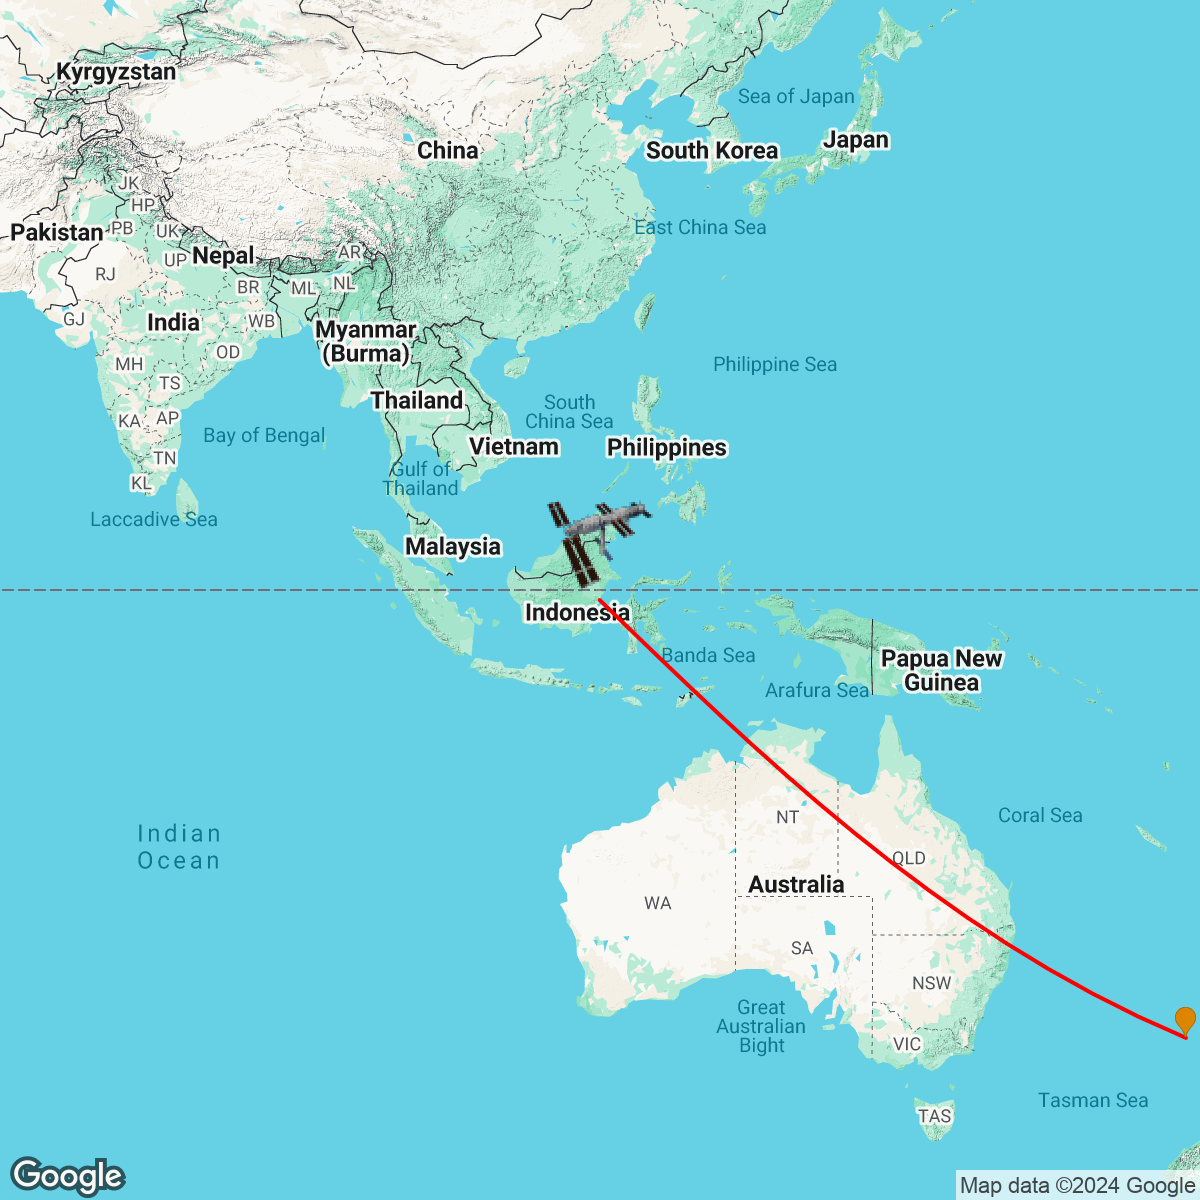 Kyrgyzstan
Sea of Japan
China
South Korea
Japan
JK
HP
Pakistan
PB
UK
East China Sea
Nepal
AR
UP
RJ
BR
ML
NL
GJ
India
WB
Myanmar
(Burma)
OD
MH
Philippine Sea
TS
Thailand
South
China Sea
KA
AP
Bay of Bengal
Vietnam
Philippines
TN
Gulf of
Thailand
KL
Laccadive Sea
Malaysia
Indonesia
Banda Sea
Papua New
Guinea
Arafura Sea
Coral Sea
NT
Indian
Ocean
QLD
Australia
WA
SA
NSW
Great
Australian
Bight
VIC
Tasman Sea
TAS
Google
Map data ©2024 Google